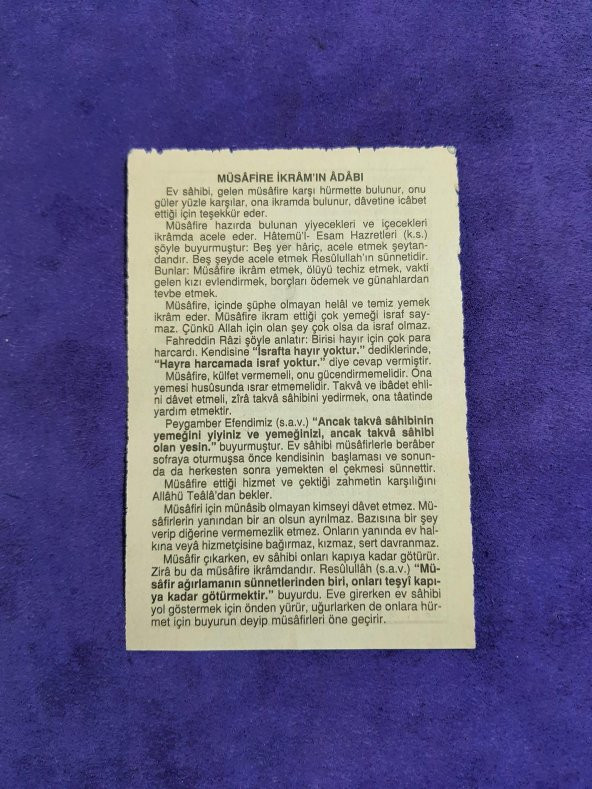 MÜSÂFİRE İKRÂM'IN ÂDÂBI
Ev sâhibi, gelen müsâfire karşı hürmette bulunur, onu
güler yüzle karşılar, ona ikramda bulunur, dâvetine icâbet
ettiği için teşekkür eder.
Müsâfire hazırda bulunan yiyecekleri ve içecekleri
ikrâmda acele eder. Hâtemü'l- Esam Hazretleri (k.s.)
şöyle buyurmuştur: Beş yer hâriç, acele etmek şeytan-
dandır. Beş şeyde acele etmek Resûlullah'ın sünnetidir.
Bunlar: Müsâfire ikrâm etmek, ölüyü techiz etmek, vakti
gelen kızı evlendirmek, borçları ödemek ve günahlardan
tevbe etmek.
Müsâfire, içinde şüphe olmayan helâl ve temiz yemek
ikrâm eder. Müsâfire ikram ettiği çok yemeği israf say-
maz. Çünkü Allah için olan şey çok olsa da israf olmaz.
Fahreddin Râzi şöyle anlatır: Birisi hayır için çok para
harcardı. Kendisine "İsrafta hayır yoktur." dediklerinde,
"Hayra harcamada israf yoktur." diye cevap vermiştir.
Müsâfire, külfet vermemeli, onu gücendirmemelidir. Ona
yemesi husûsunda ısrar etmemelidir. Takvâ ve ibâdet ehli-
ni dâvet etmeli, zîrâ takvâ sâhibini yedirmek, ona tâatinde
yardım etmektir.
Peygamber Efendimiz (s.a.v.) "Ancak takvâ sâhibinin
yemeğini yiyiniz ve yemeğinizi, ancak takvâ sâhibi
olan yesin." buyurmuştur. Ev sâhibi müsâfirlerle berâber
sofraya oturmuşsa önce kendisinin başlaması ve sonun-
da da herkesten sonra yemekten el çekmesi sünnettir.
Müsâfire ettiği hizmet ve çektiği zahmetin karşılığını
Allâhü Teâlâ'dan bekler.
Müsâfiri için münâsib olmayan kimseyi dâvet etmez. Mü-
sâfirlerin yanından bir an olsun ayrılmaz. Bazısına bir şey
verip diğerine vermemezlik etmez. Onların yanında ev hal-
kına veyâ hizmetçisine bağırmaz, kızmaz, sert davranmaz.
Müsâfir çıkarken, ev sâhibi onları kapıya kadar götürür.
Zirâ bu da müsâfire ikrâmdandır. Resûlullâh (s.a.v.) "Mü-
sâfir ağırlamanın sünnetlerinden biri, onları teşyî kapı-
ya kadar götürmektir." buyurdu. Eve girerken ev sâhibi
yol göstermek için önden yürür, uğurlarken de onlara hür-
met için buyurun deyip müsâfirleri öne geçirir.